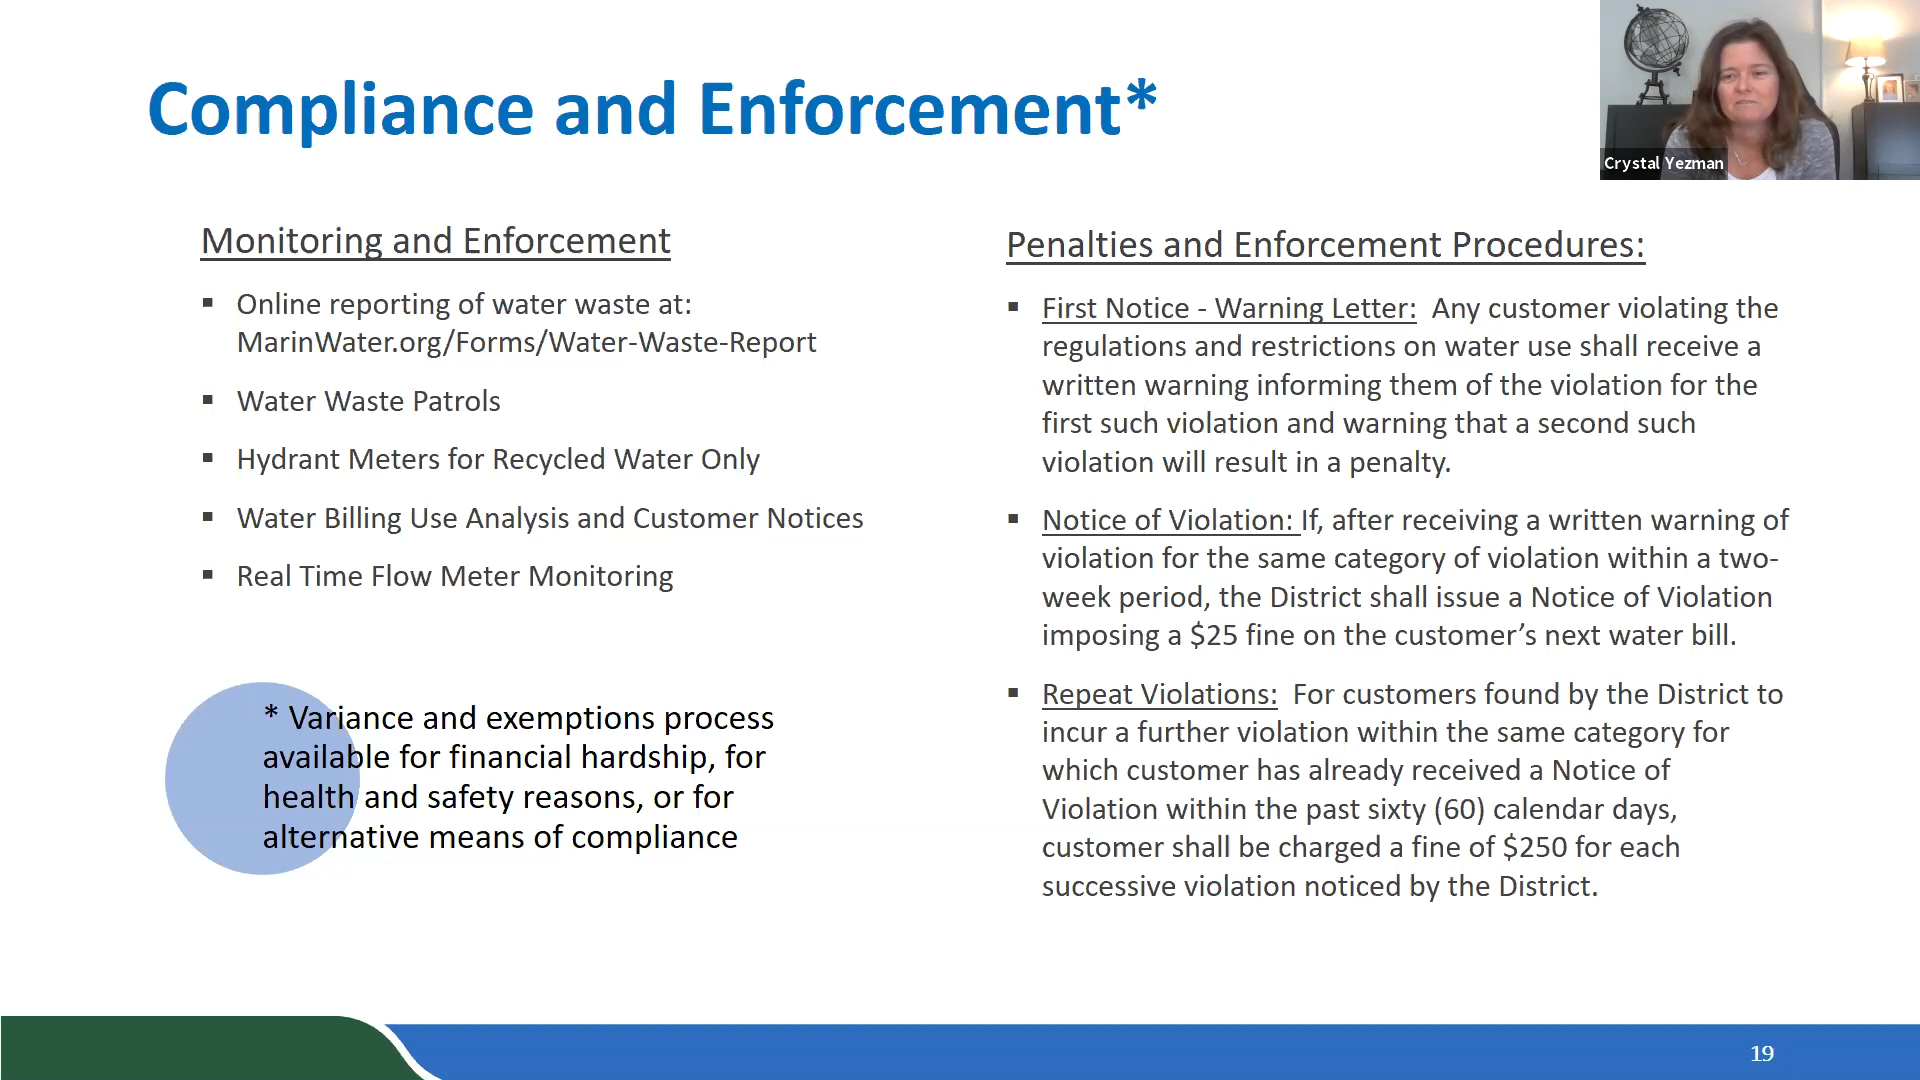 Compliance and Enforcement*
Crystal Yezman
Monitoring and Enforcement
▪ Online reporting of water waste at:
MarinWater.org/Forms/Water-Waste-Report
▪ Water Waste Patrols
▪ Hydrant Meters for Recycled Water Only
▪ Water Billing Use Analysis and Customer Notices
▪ Real Time Flow Meter Monitoring
* Variance and exemptions process
available for financial hardship, for
health and safety reasons, or for
alternative means of compliance
Penalties and Enforcement Procedures:
▪ First Notice - Warning Letter: Any customer violating the
regulations and restrictions on water use shall receive a
written warning informing them of the violation for the
first such violation and warning that a second such
violation will result in a penalty.
▪ Notice of Violation: If, after receiving a written warning of
violation for the same category of violation within a two-
week period, the District shall issue a Notice of Violation
imposing a $25 fine on the customer’s next water bill.
▪ Repeat Violations: For customers found by the District to
incur a further violation within the same category for
which customer has already received a Notice of
Violation within the past sixty (60) calendar days,
customer shall be charged a fine of $250 for each
successive violation noticed by the District.
19